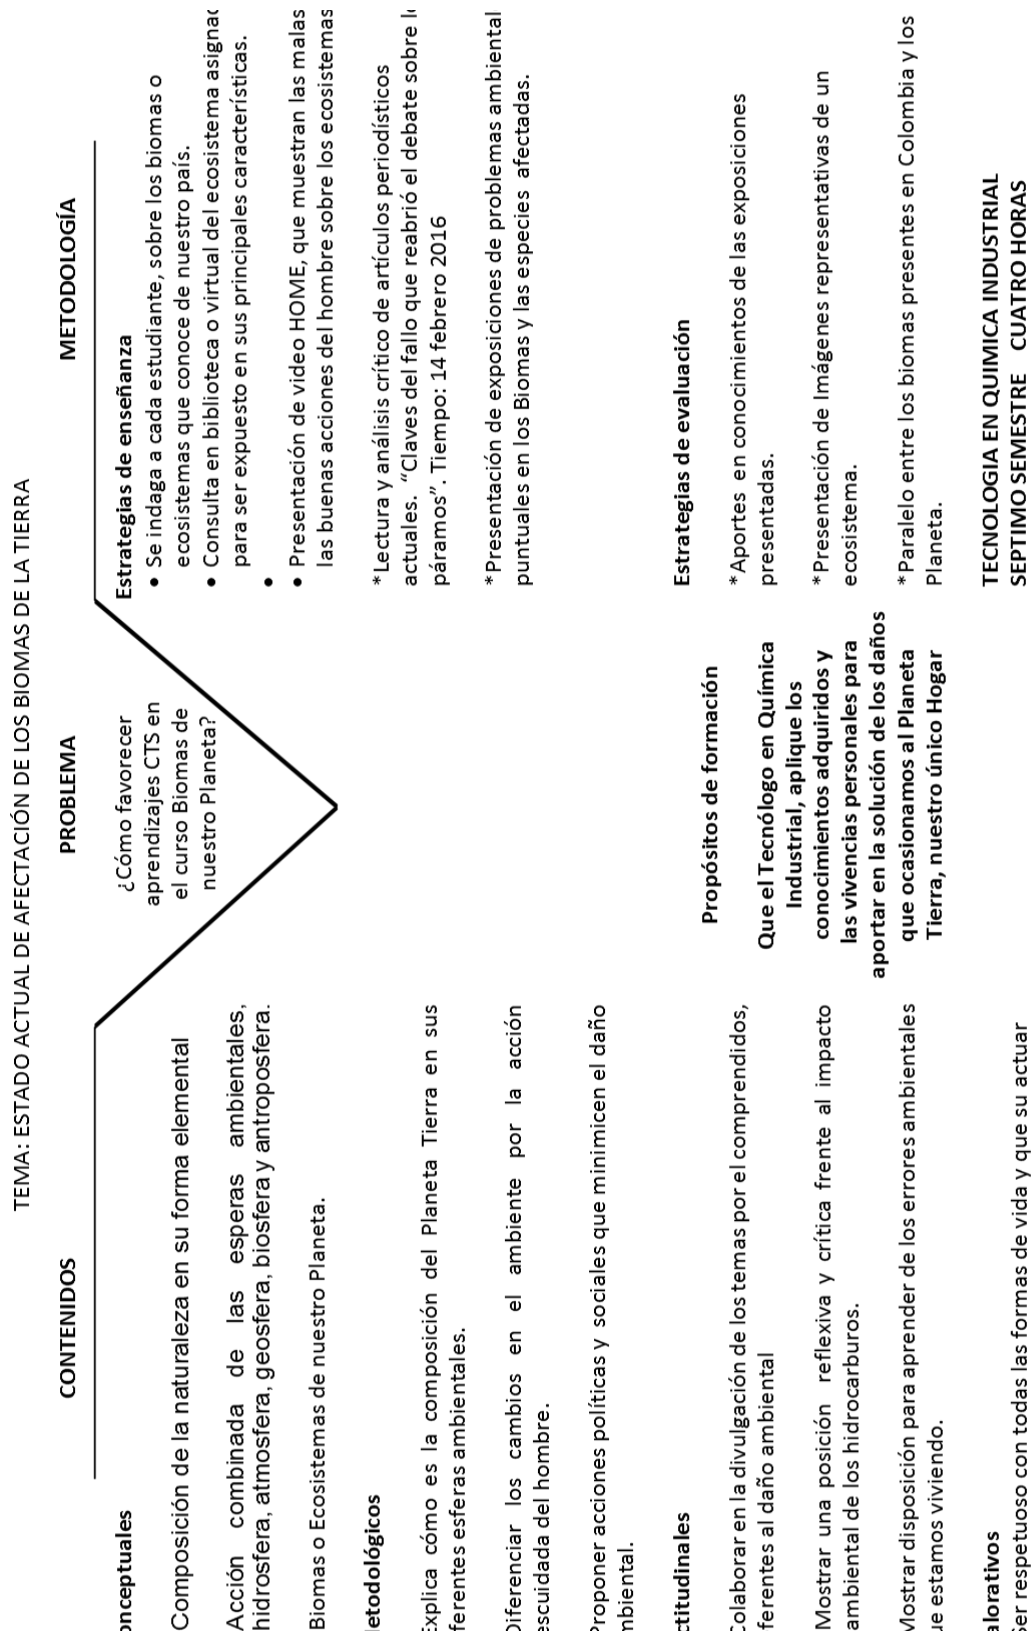 TEMA: ESTADO ACTUAL DE AFECTACIÓN DE LOS BIOMAS DE LA TIERRA
CONTENIDOS
onceptuales
Composición de la naturaleza en su forma elemental
Acción combinada de las esperas ambientales,
hidrosfera, atmosfera, geosfera, biosfera y antroposfera.
Biomas o Ecosistemas de nuestro Planeta.
letodológicos
Explica cómo es la composición del Planeta Tierra en sus
ferentes esferas ambientales.
Diferenciar los cambios en el ambiente por la acción
escuidada del hombre.
Proponer acciones políticas y sociales que minimicen el daño
mbiental.
ctitudinales
Colaborar en la divulgación de los temas por el comprendidos,
ferentes al daño ambiental
Mostrar una posición reflexiva y crítica frente al impacto
ambiental de los hidrocarburos.
Mostrar disposición para aprender de los errores ambientales
ue estamos viviendo.
alorativos
Ser respetuoso con todas las formas de vida y que su actuar
PROBLEMA
¿Cómo favorecer
aprendizajes CTS en
el curso Biomas de
nuestro Planeta?
Propósitos de formación
Que el Tecnólogo en Química
Industrial, aplique los
conocimientos adquiridos y
las vivencias personales para
aportar en la solución de los daños
que ocasionamos al Planeta
Tierra, nuestro único Hogar
METODOLOGÍA
Estrategias de enseñanza
• Se indaga a cada estudiante, sobre los biomas o
ecosistemas que conoce de nuestro país.
• Consulta en biblioteca o virtual del ecosistema asignad
para ser expuesto en sus principales características.
•
• Presentación de video HOME, que muestran las malas
las buenas acciones del hombre sobre los ecosistemas
*Lectura y análisis crítico de artículos periodísticos
actuales. “Claves del fallo que reabrió el debate sobre l
páramos”. Tiempo: 14 febrero 2016
*Presentación de exposiciones de problemas ambiental
puntuales en los Biomas y las especies afectadas.
Estrategias de evaluación
*Aportes en conocimientos de las exposiciones
presentadas.
*Presentación de Imágenes representativas de un
ecosistema.
*Paralelo entre los biomas presentes en Colombia y los
Planeta.
TECNOLOGIA EN QUIMICA INDUSTRIAL
SEPTIMO SEMESTRE CUATRO HORAS